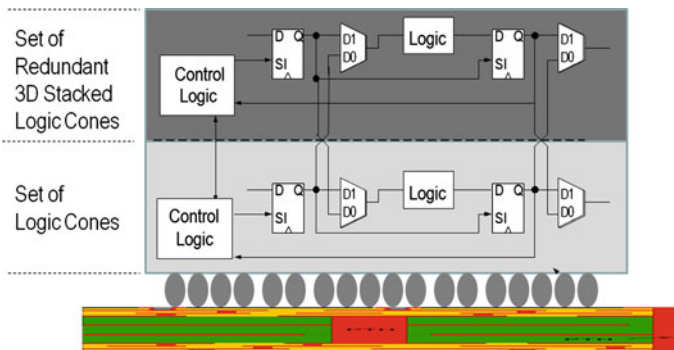 Set of
Redundant
3D Stacked
Logic Cones
Control
Logic
D Q
SI
D1
D0
Logic
D Q
SI
D1
D0
Set of
Logic Cones
Control
Logic
D Q
SI
D1
D0
Logic
D Q
SI
D1
D0